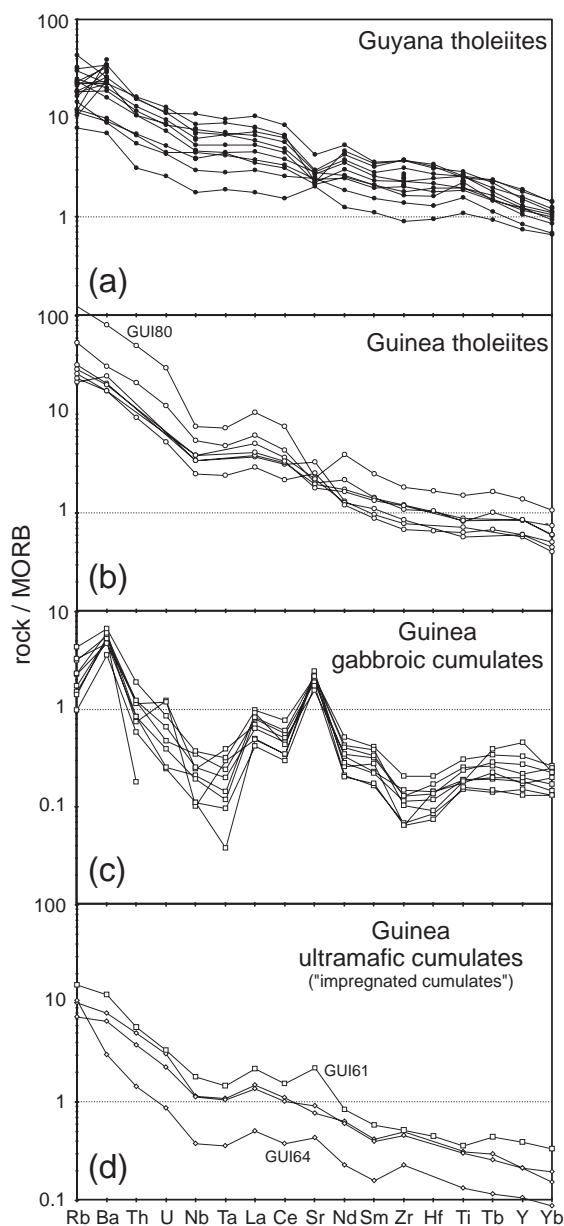 100
Guyana tholeiites
10
1
(a)
100
GUI80
Guinea tholeiites
10
1
(b)
rock / MORB
10
Guinea
gabbroic cumulates
1
0.1
(c)
100
Guinea
ultramafic cumulates
("impregnated cumulates")
10
GUI61
1
GUI64
(d)
0.1
Rb Ba Th U Nb Ta La Ce Sr Nd Sm Zr Hf Ti Tb Y Yb